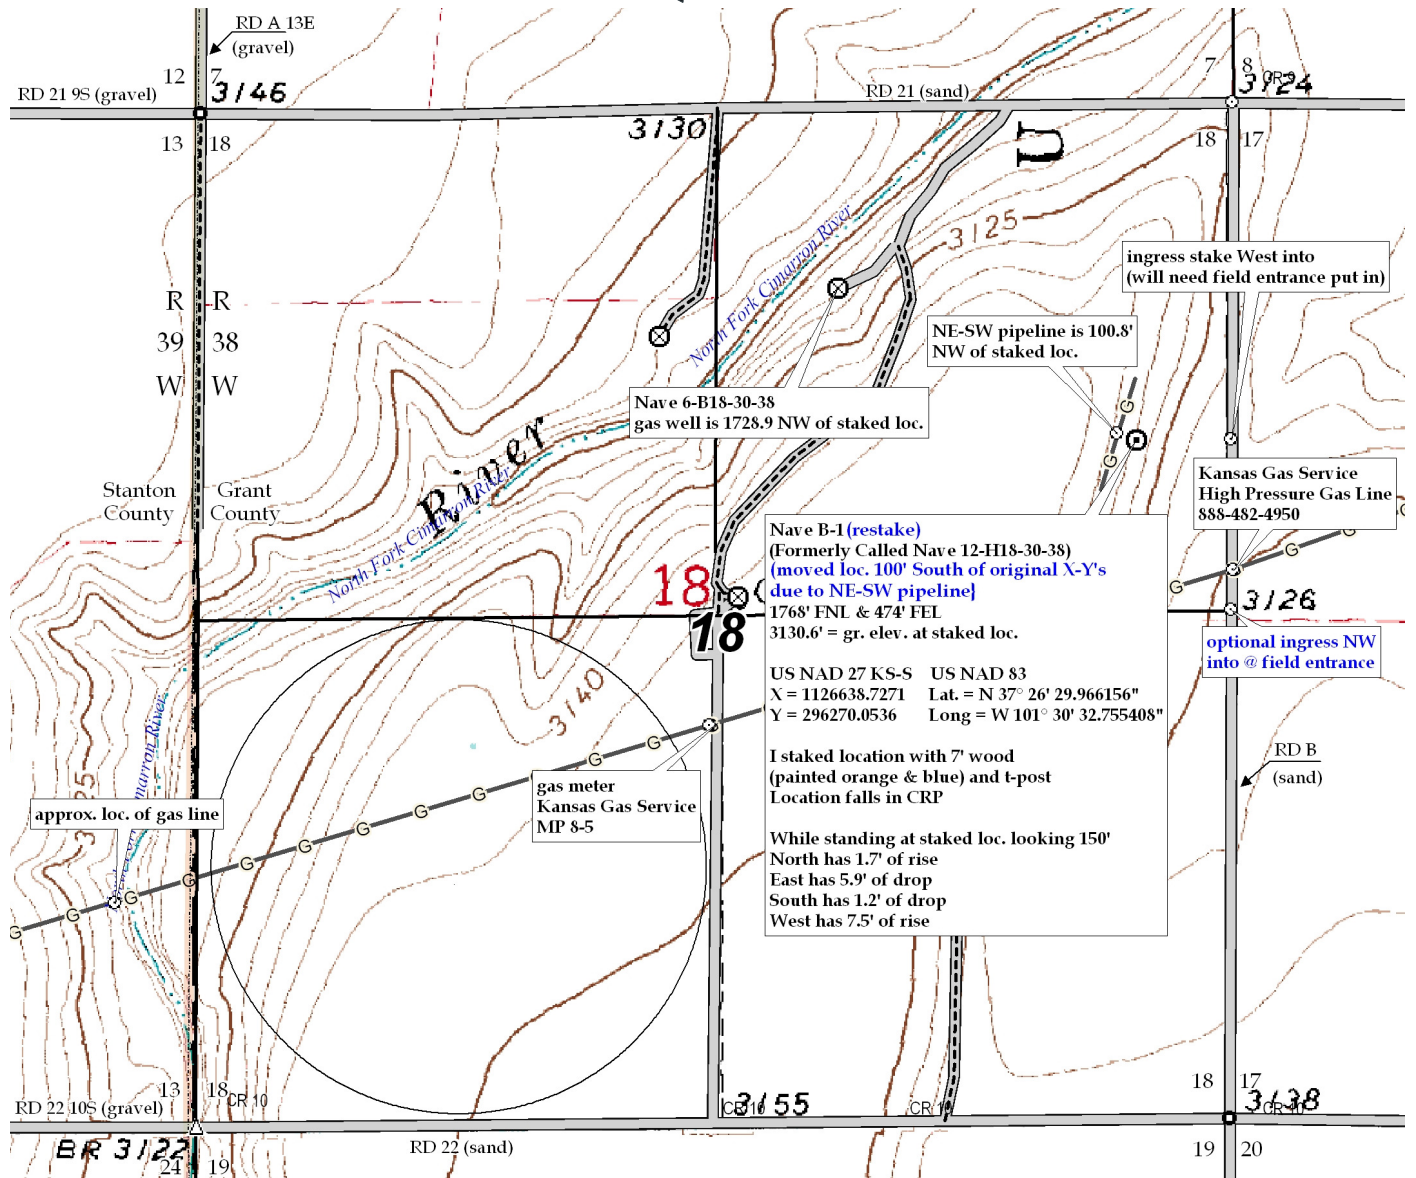 RD A 13E
(gravel)
12
7
7
8
RD 21 9S (gravel)
3146
RD 21 (sand)
CR 9
3124
3130
13
18
18
17
U
3125
North Fork Cimarron River
ingress stake West into
(will need field entrance put in)
R
R
39
38
W
W
NE-SW pipeline is 100.8'
NW of staked loc.
Nave 6-B18-30-38
gas well is 1728.9 NW of staked loc.
G
G
River
North Fork Cimarron River
Stanton
County
Grant
County
Kansas Gas Service
High Pressure Gas Line
888-482-4950
G
G
G
G
Nave B-1 (restake)
(Formerly Called Nave 12-H18-30-38)
(moved loc. 100' South of original X-Y's
due to NE-SW pipeline}
1768' FNL & 474' FEL
3130.6' = gr. elev. at staked loc.
US NAD 27 KS-S US NAD 83
X = 1126638.7271 Lat. = N 37° 26' 29.966156"
Y = 296270.0536 Long = W 101° 30' 32.755408"
I staked location with 7' wood
(painted orange & blue) and t-post
Location falls in CRP
While standing at staked loc. looking 150'
North has 1.7' of rise
East has 5.9' of drop
South has 1.2' of drop
West has 7.5' of rise
18
18
3126
optional ingress NW
into @ field entrance
3140
RD B
(sand)
gas meter
Kansas Gas Service
MP 8-5
approx. loc. of gas line
G
G
G
G
G
G
G
G
G
G
G
G
13
18
CR 10
RD 22 10S (gravel)
BR 3122
24
19
RD 22 (sand)
CR 10
3155
CR 1
18
17
3138
CR 10
19
20